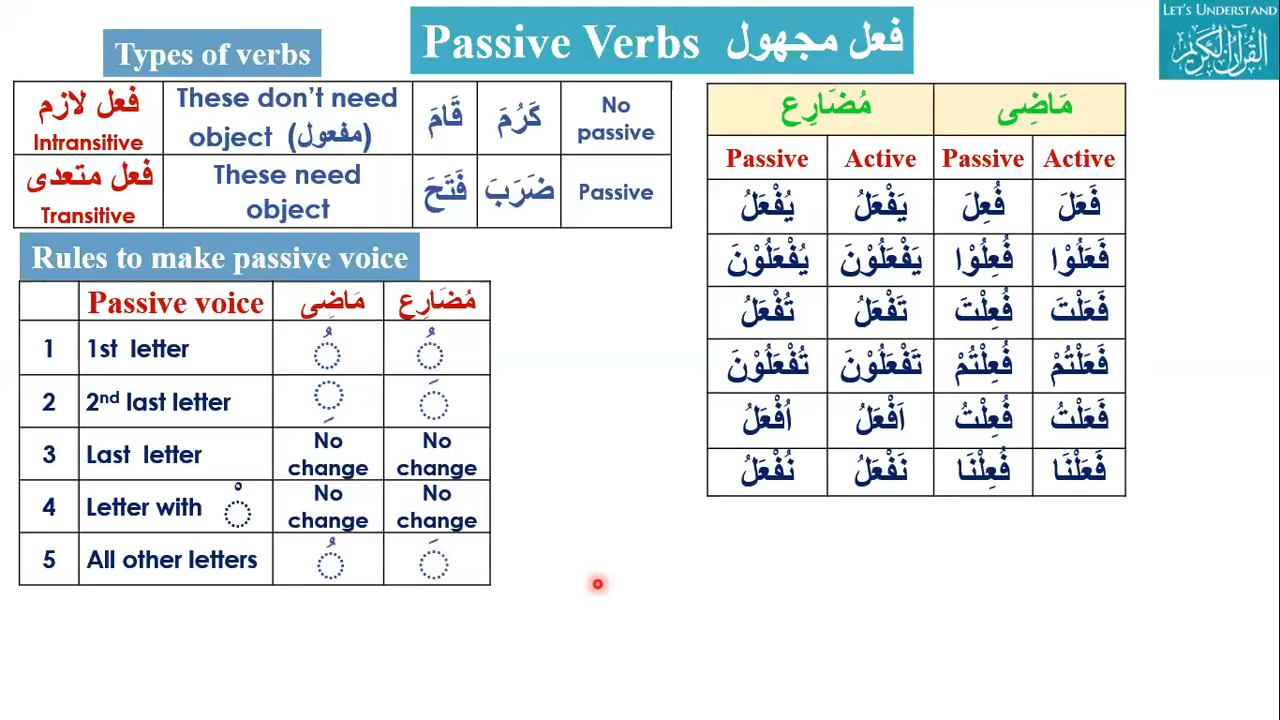 LET'S UNDERSTAND
القرآن الكريم
Passive Verbs فعل مجهول
Types of verbs
فعل لازم
Intransitive
These don't need
object (مفعول)
قَامَ
كَرُمَ
No
passive
فعل متعدی
Transitive
These need
object
فَتَحَ
ضَرَبَ
Passive
Rules to make passive voice
Passive voice
مَاضِی
مُضَارِع
1
1st letter
◌ُ
◌ُ
2
2nd last letter
◌ِ
◌َ
3
Last letter
No
change
No
change
4
Letter with ◌ْ
No
change
No
change
5
All other letters
◌ُ
◌َ
مُضَارِع
مَاضِی
Passive
Active
Passive
Active
يُفْعَلُ
يَفْعَلُ
فُعِلَ
فَعَلَ
يُفْعَلُوْنَ
يَفْعَلُوْنَ
فُعِلُوْا
فَعَلُوْا
تُفْعَلُ
تَفْعَلُ
فُعِلْتَ
فَعَلْتَ
تُفْعَلُوْنَ
تَفْعَلُوْنَ
فُعِلْتُمْ
فَعَلْتُمْ
اُفْعَلُ
اَفْعَلُ
فُعِلْتُ
فَعَلْتُ
نُفْعَلُ
نَفْعَلُ
فُعِلْنَا
فَعَلْنَا